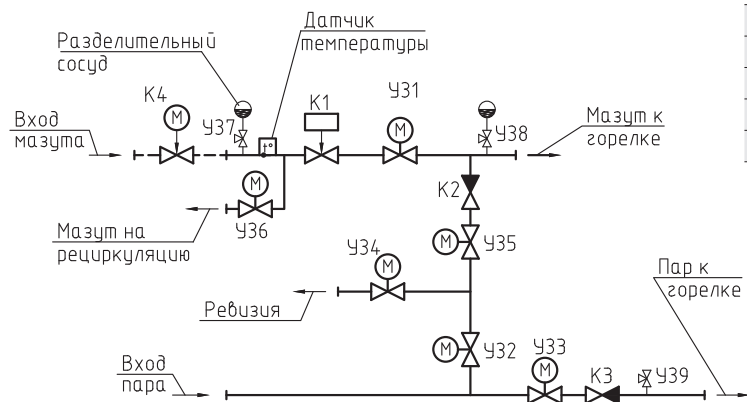 Разделительный
сосуд
Датчик
температуры
К4
М
У37
t°
К1
У31
М
У38
Вход
мазута
Мазут к
горелке
К2
М
У36
Мазут на
рециркуляцию
М
У35
У34
М
Ревизия
Пар к
горелке
М
У32
У33
М
К3
У39
Вход
пара